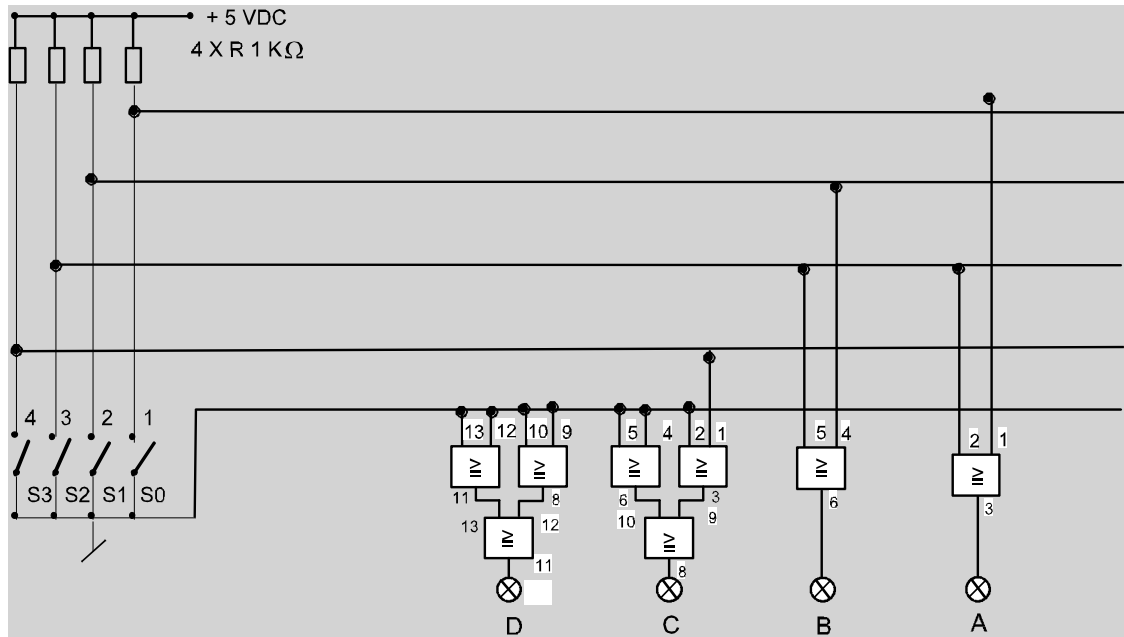 + 5 VDC
4 X R 1 KΩ
4 3 2 1
S3 S2 S1 S0
13 12 10 9 5 4 2 1 5 4 2 1
≥ ≥ ≥ ≥ ≥ ≥
11 8 6 3 6 3
13 12 10 9
≥ ≥
11 8
D C B A